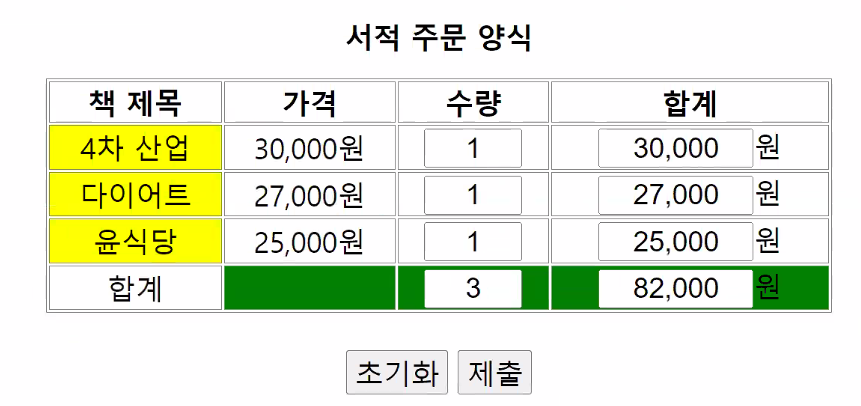 서적 주문 양식
책 제목 가격 수량 합계
4차 산업 30,000원 1 30,000 원
다이어트 27,000원 1 27,000 원
윤식당 25,000원 1 25,000 원
합계 3 82,000 원
초기화 제출